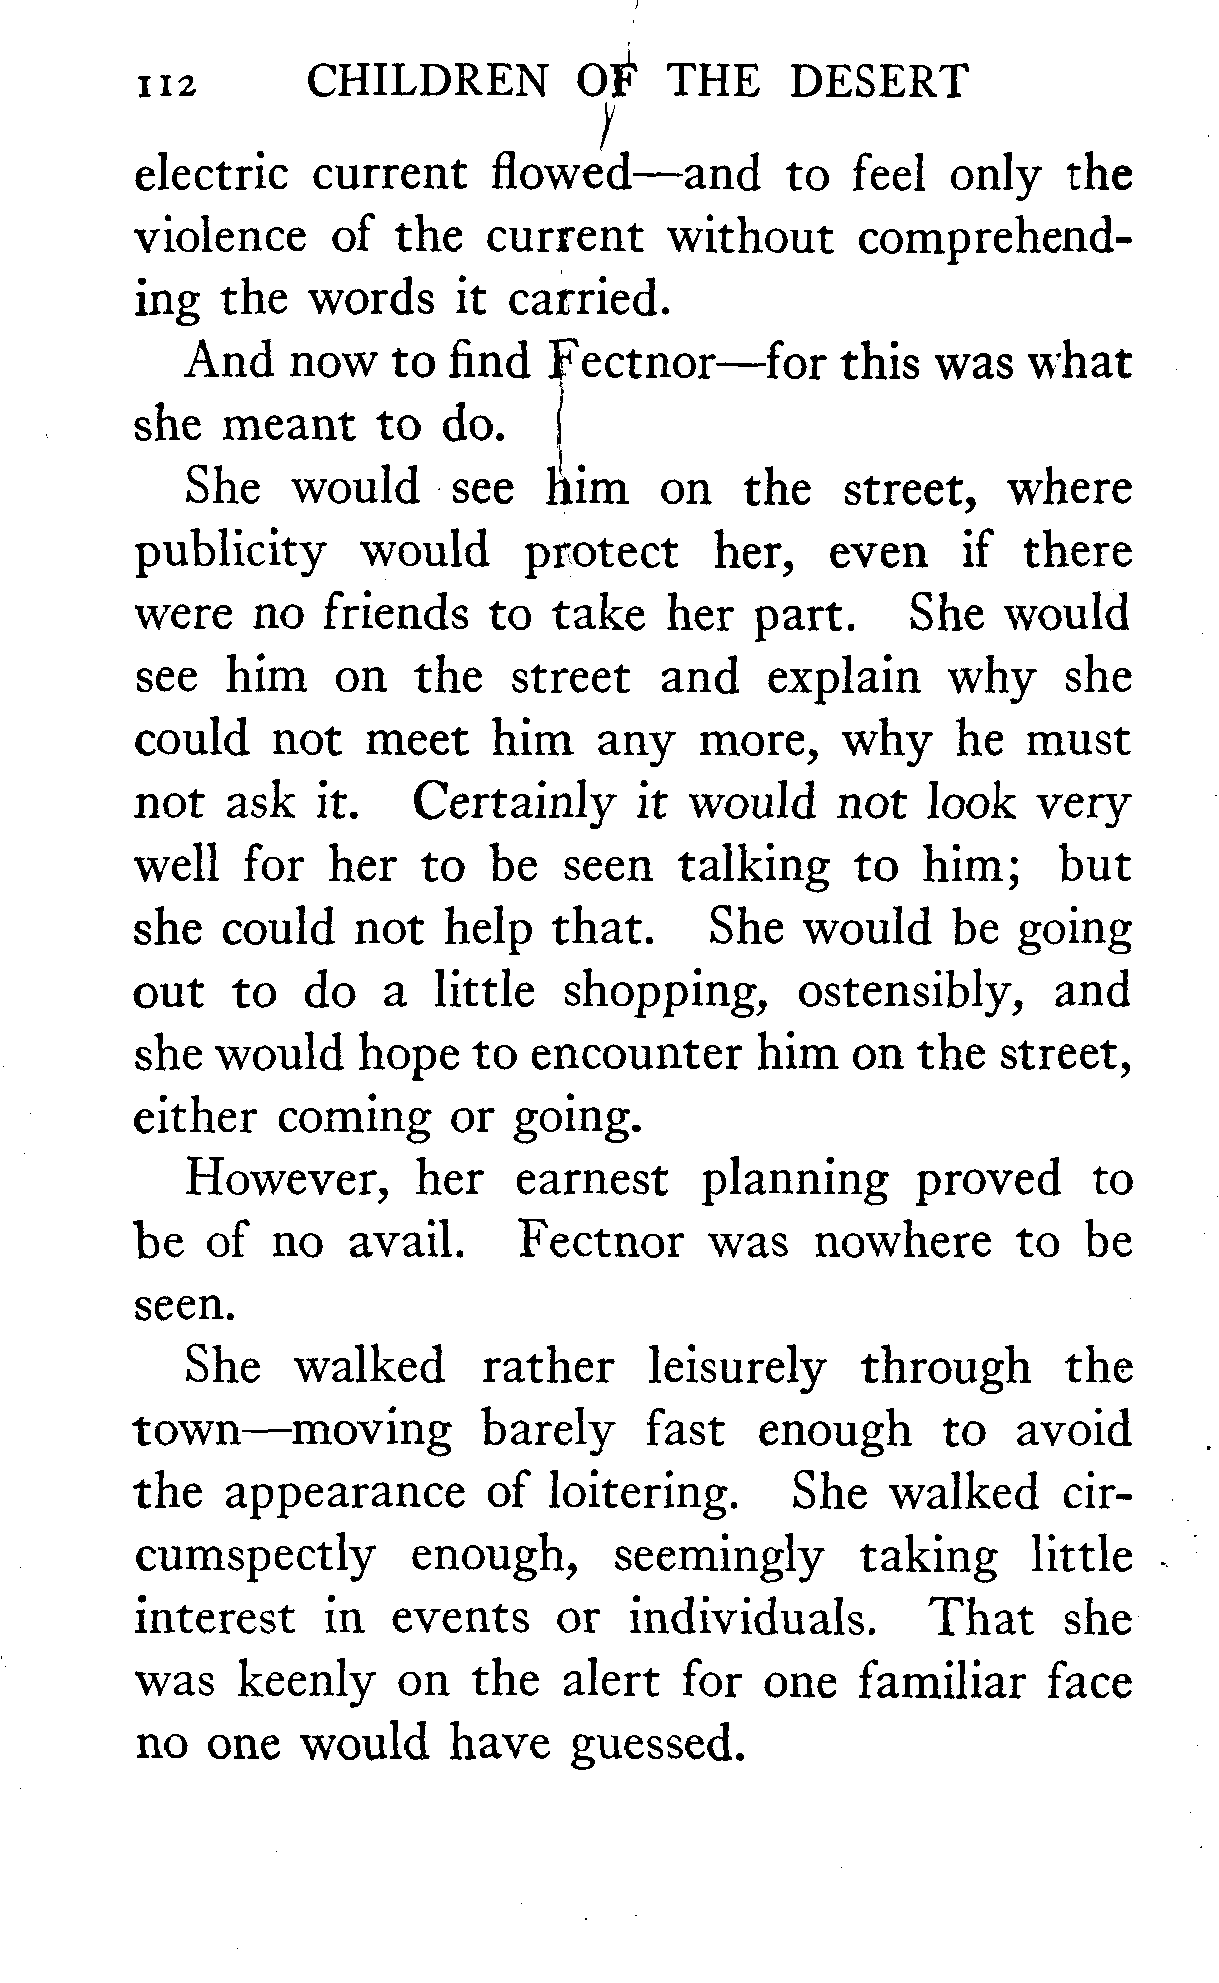 112 CHILDREN OF THE DESERT
electric current flowed—and to feel only the
violence of the current without comprehend-
ing the words it carried.
And now to find Fectnor—for this was what
she meant to do.
She would see him on the street, where
publicity would protect her, even if there
were no friends to take her part. She would
see him on the street and explain why she
could not meet him any more, why he must
not ask it. Certainly it would not look very
well for her to be seen talking to him; but
she could not help that. She would be going
out to do a little shopping, ostensibly, and
she would hope to encounter him on the street,
either coming or going.
However, her earnest planning proved to
be of no avail. Fectnor was nowhere to be
seen.
She walked rather leisurely through the
town—moving barely fast enough to avoid
the appearance of loitering. She walked cir-
cumspectly enough, seemingly taking little
interest in events or individuals. That she
was keenly on the alert for one familiar face
no one would have guessed.